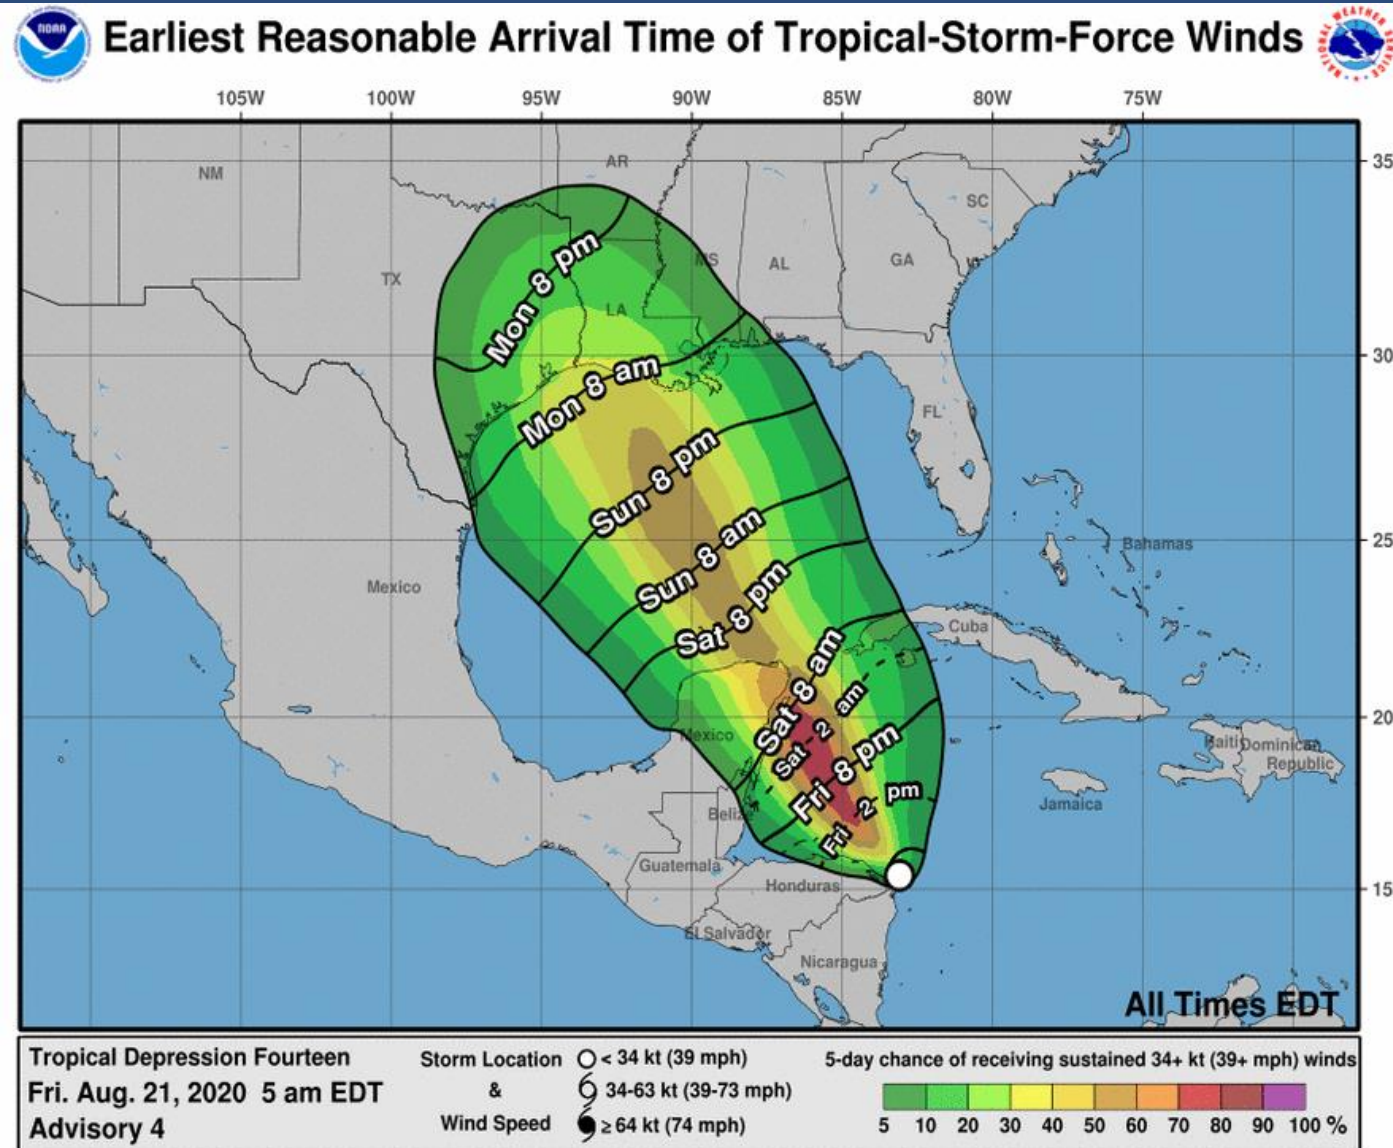 NOAA
Earliest Reasonable Arrival Time of Tropical-Storm-Force Winds
NATIONAL WEATHER SERVICE
105W 100W 95W 90W 85W 80W 75W
35
NM
AR
SC
TX
MS
AL
GA
LA
Mon 8 pm
30
Mon 8 am
FL
Sun 8 pm
25
Bahamas
Sun 8 am
Mexico
Sat 8 pm
Cuba
Sat 8 am
Sat 2 am
20
Mexico
Haiti
Dominican
Republic
Fri 8 pm
Jamaica
Belize
Fri 2 pm
Guatemala
Honduras
15
El Salvador
Nicaragua
All Times EDT
Tropical Depression Fourteen
Fri. Aug. 21, 2020 5 am EDT
Advisory 4
Storm Location
&
Wind Speed
< 34 kt (39 mph)
34-63 kt (39-73 mph)
≥ 64 kt (74 mph)
5-day chance of receiving sustained 34+ kt (39+ mph) winds
5 10 20 30 40 50 60 70 80 90 100 %